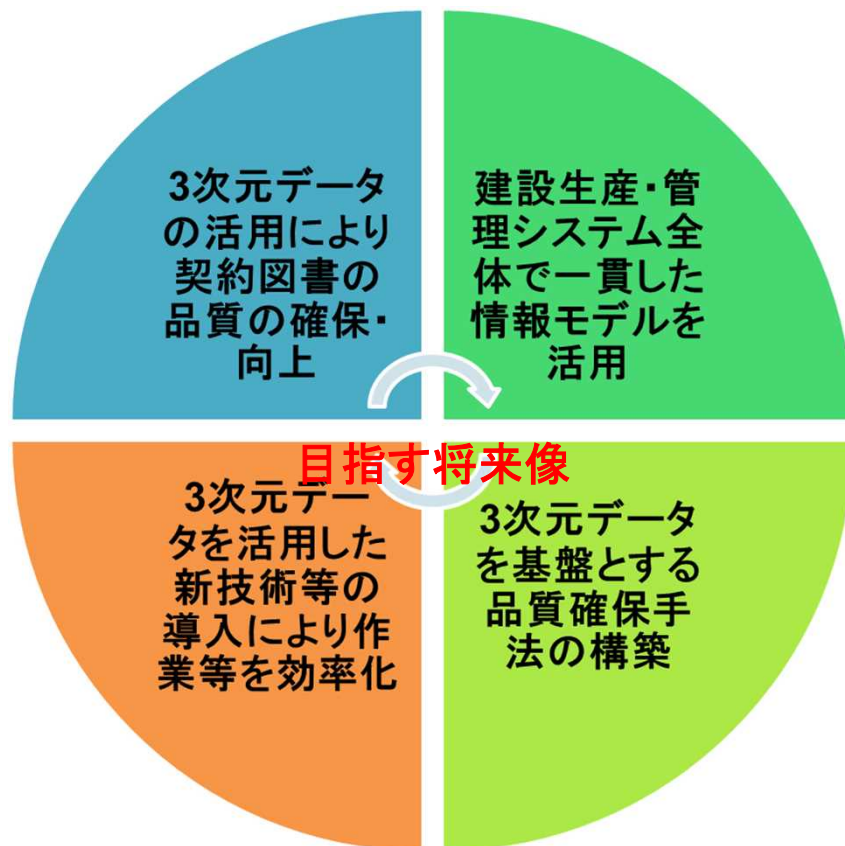 3次元データ
の活用により
契約図書の
品質の確保・
向上
建設生産・管
理システム全
体で一貫した
情報モデルを
活用
目指す将来像
3次元デー
タを活用した
新技術等の
導入により作
業等を効率化
3次元データ
を基盤とする
品質確保手
法の構築